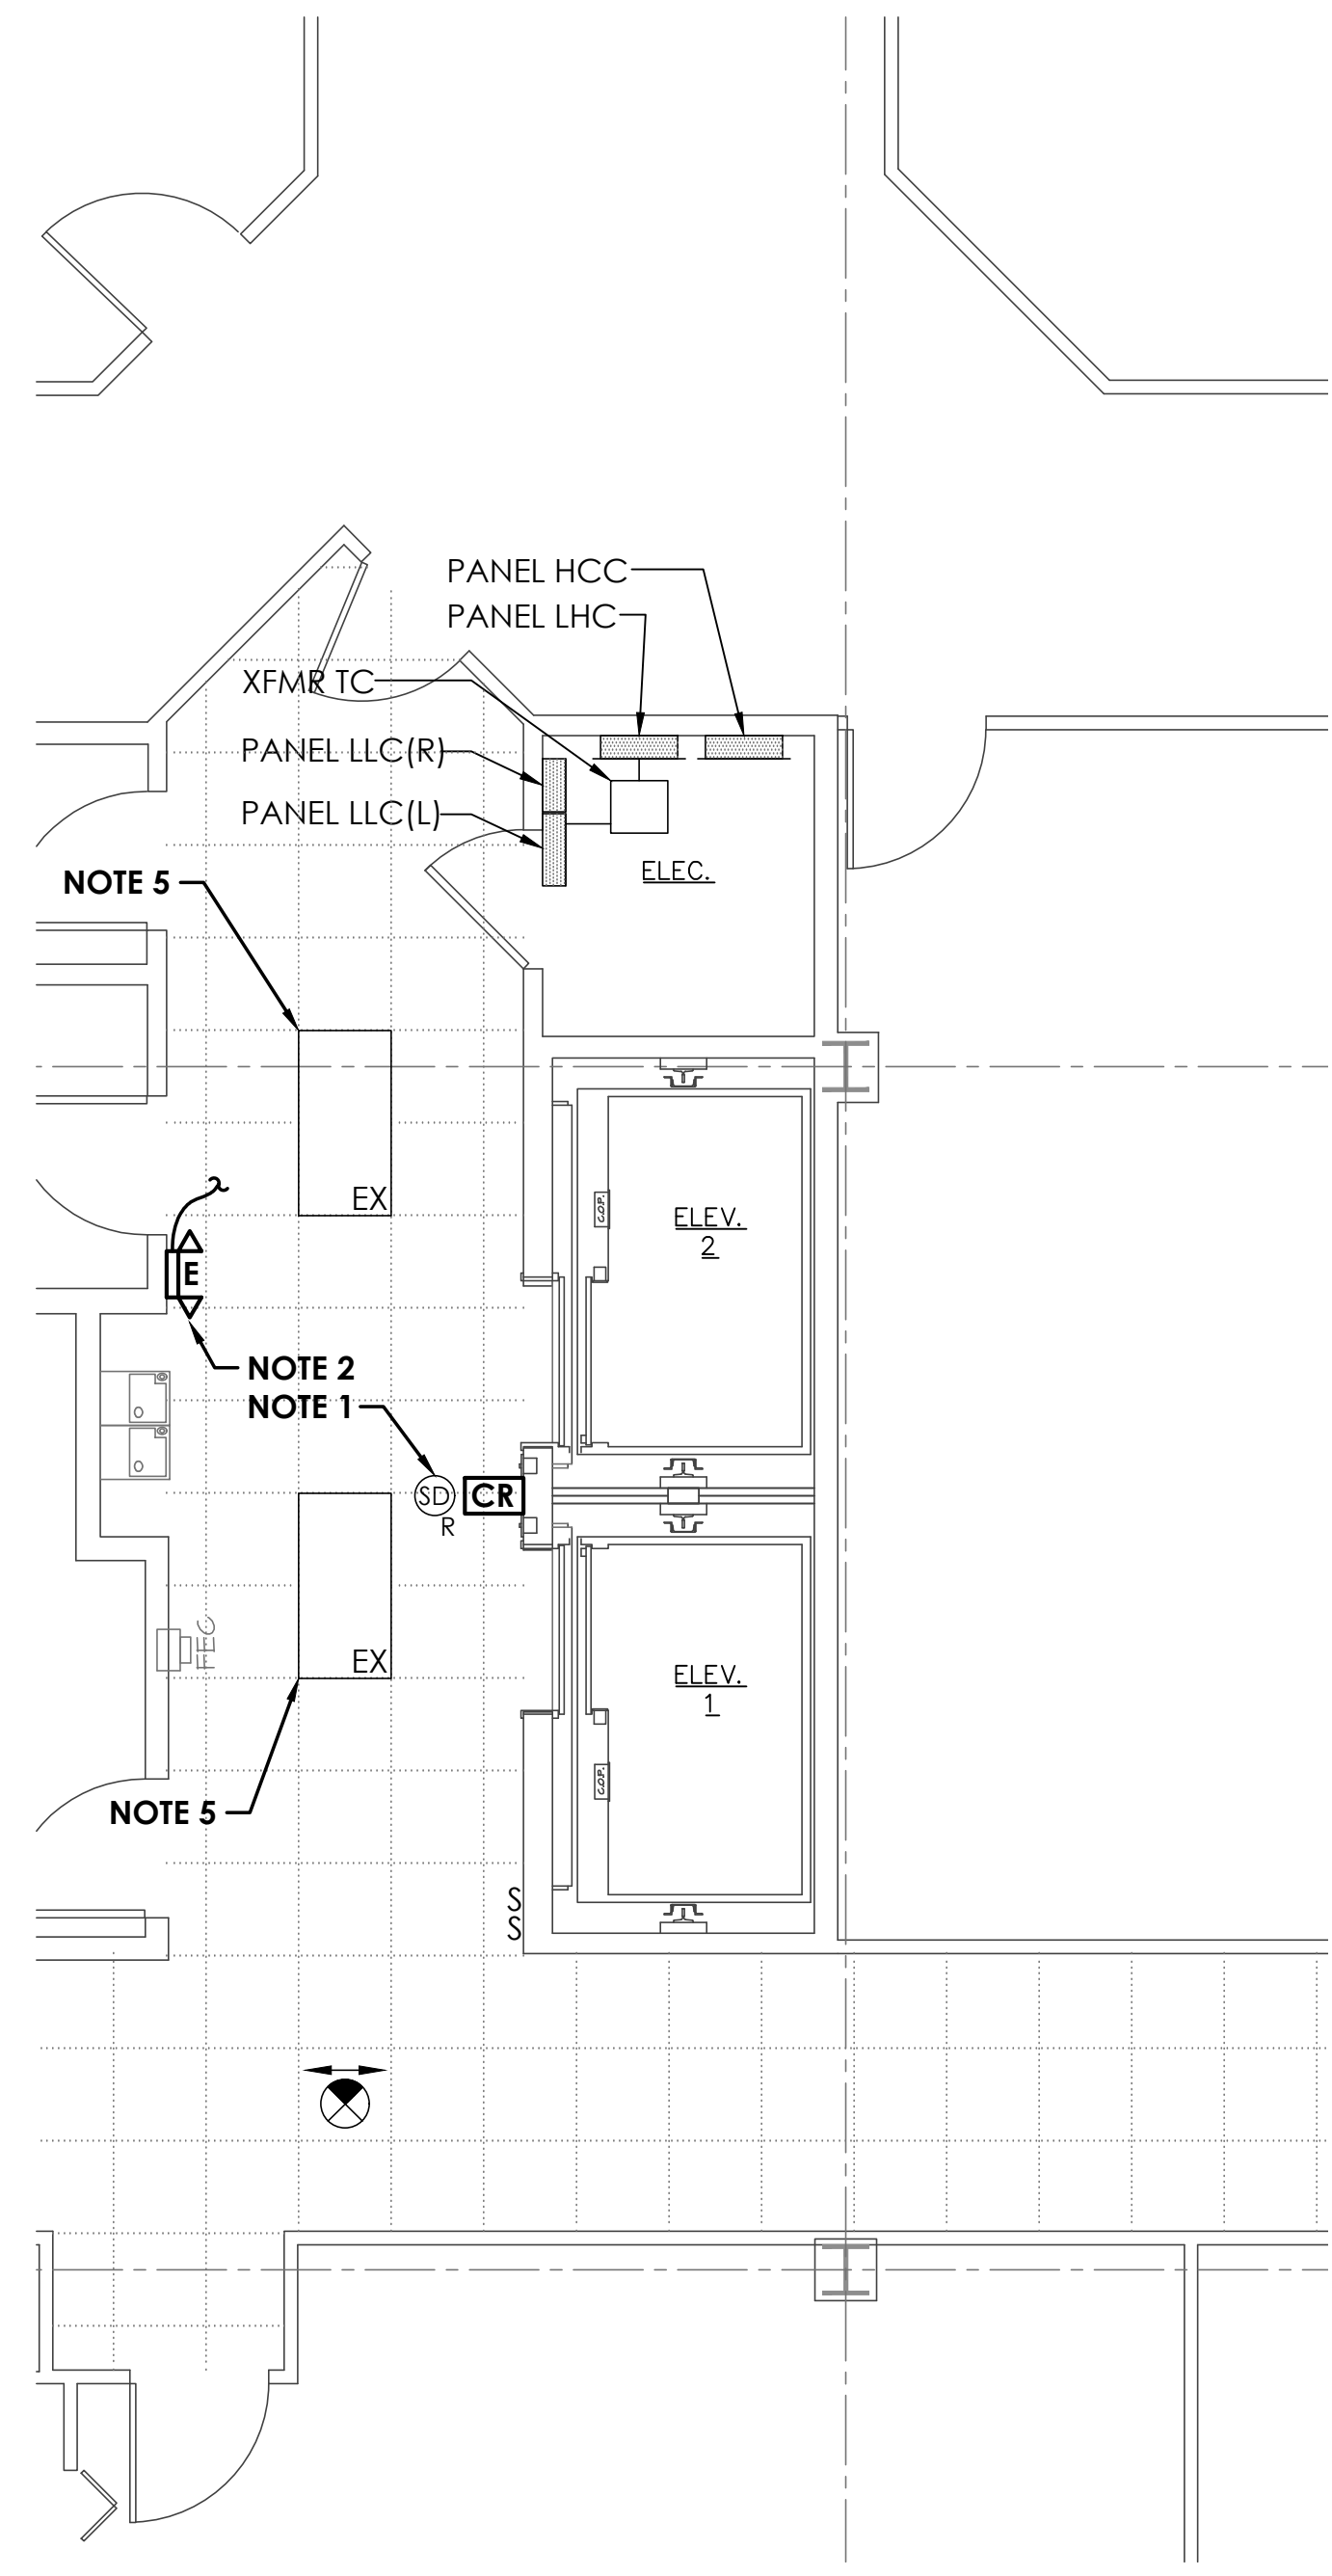 PANEL HCC
PANEL LHC
XFMR TC
PANEL LLC(R)
PANEL LLC(L)
ELEC.
NOTE 5
EX
E
C.O.P.
ELEV.
2
NOTE 2
NOTE 1
SD
R
CR
FEC
EX
ELEV.
1
C.O.P.
NOTE 5
S
S